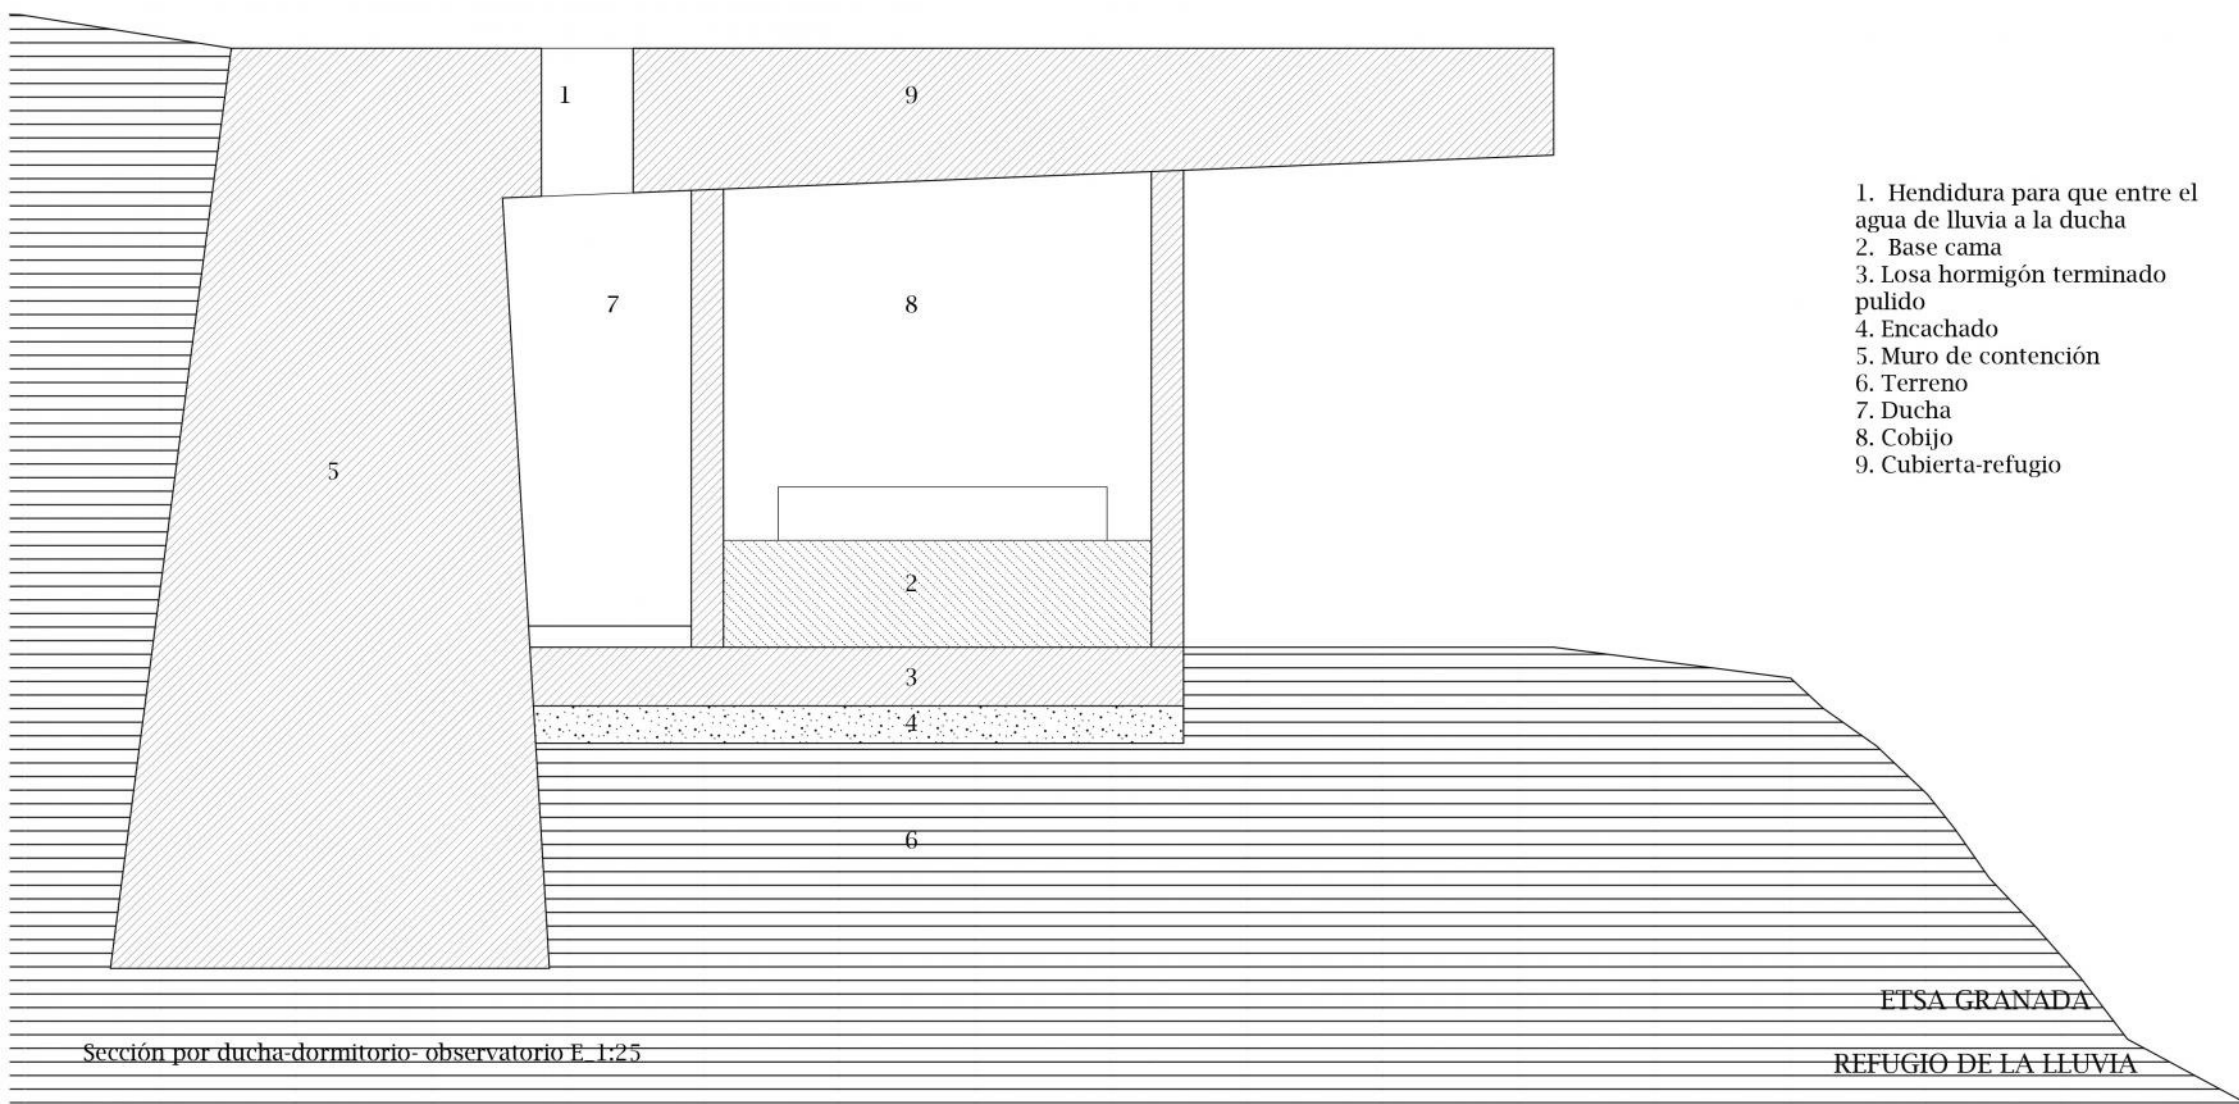 1
9
1.  Hendidura para que entre el
agua de lluvia a la ducha
2.  Base cama
3. Losa hormigón terminado
pulido
4. Encachado
5. Muro de contención
6. Terreno
7. Ducha
8. Cobijo
9. Cubierta-refugio
7
8
5
2
3
4
6
ETSA GRANADA
Sección por ducha-dormitorio- observatorio E_1:25
REFUGIO DE LA LLUVIA